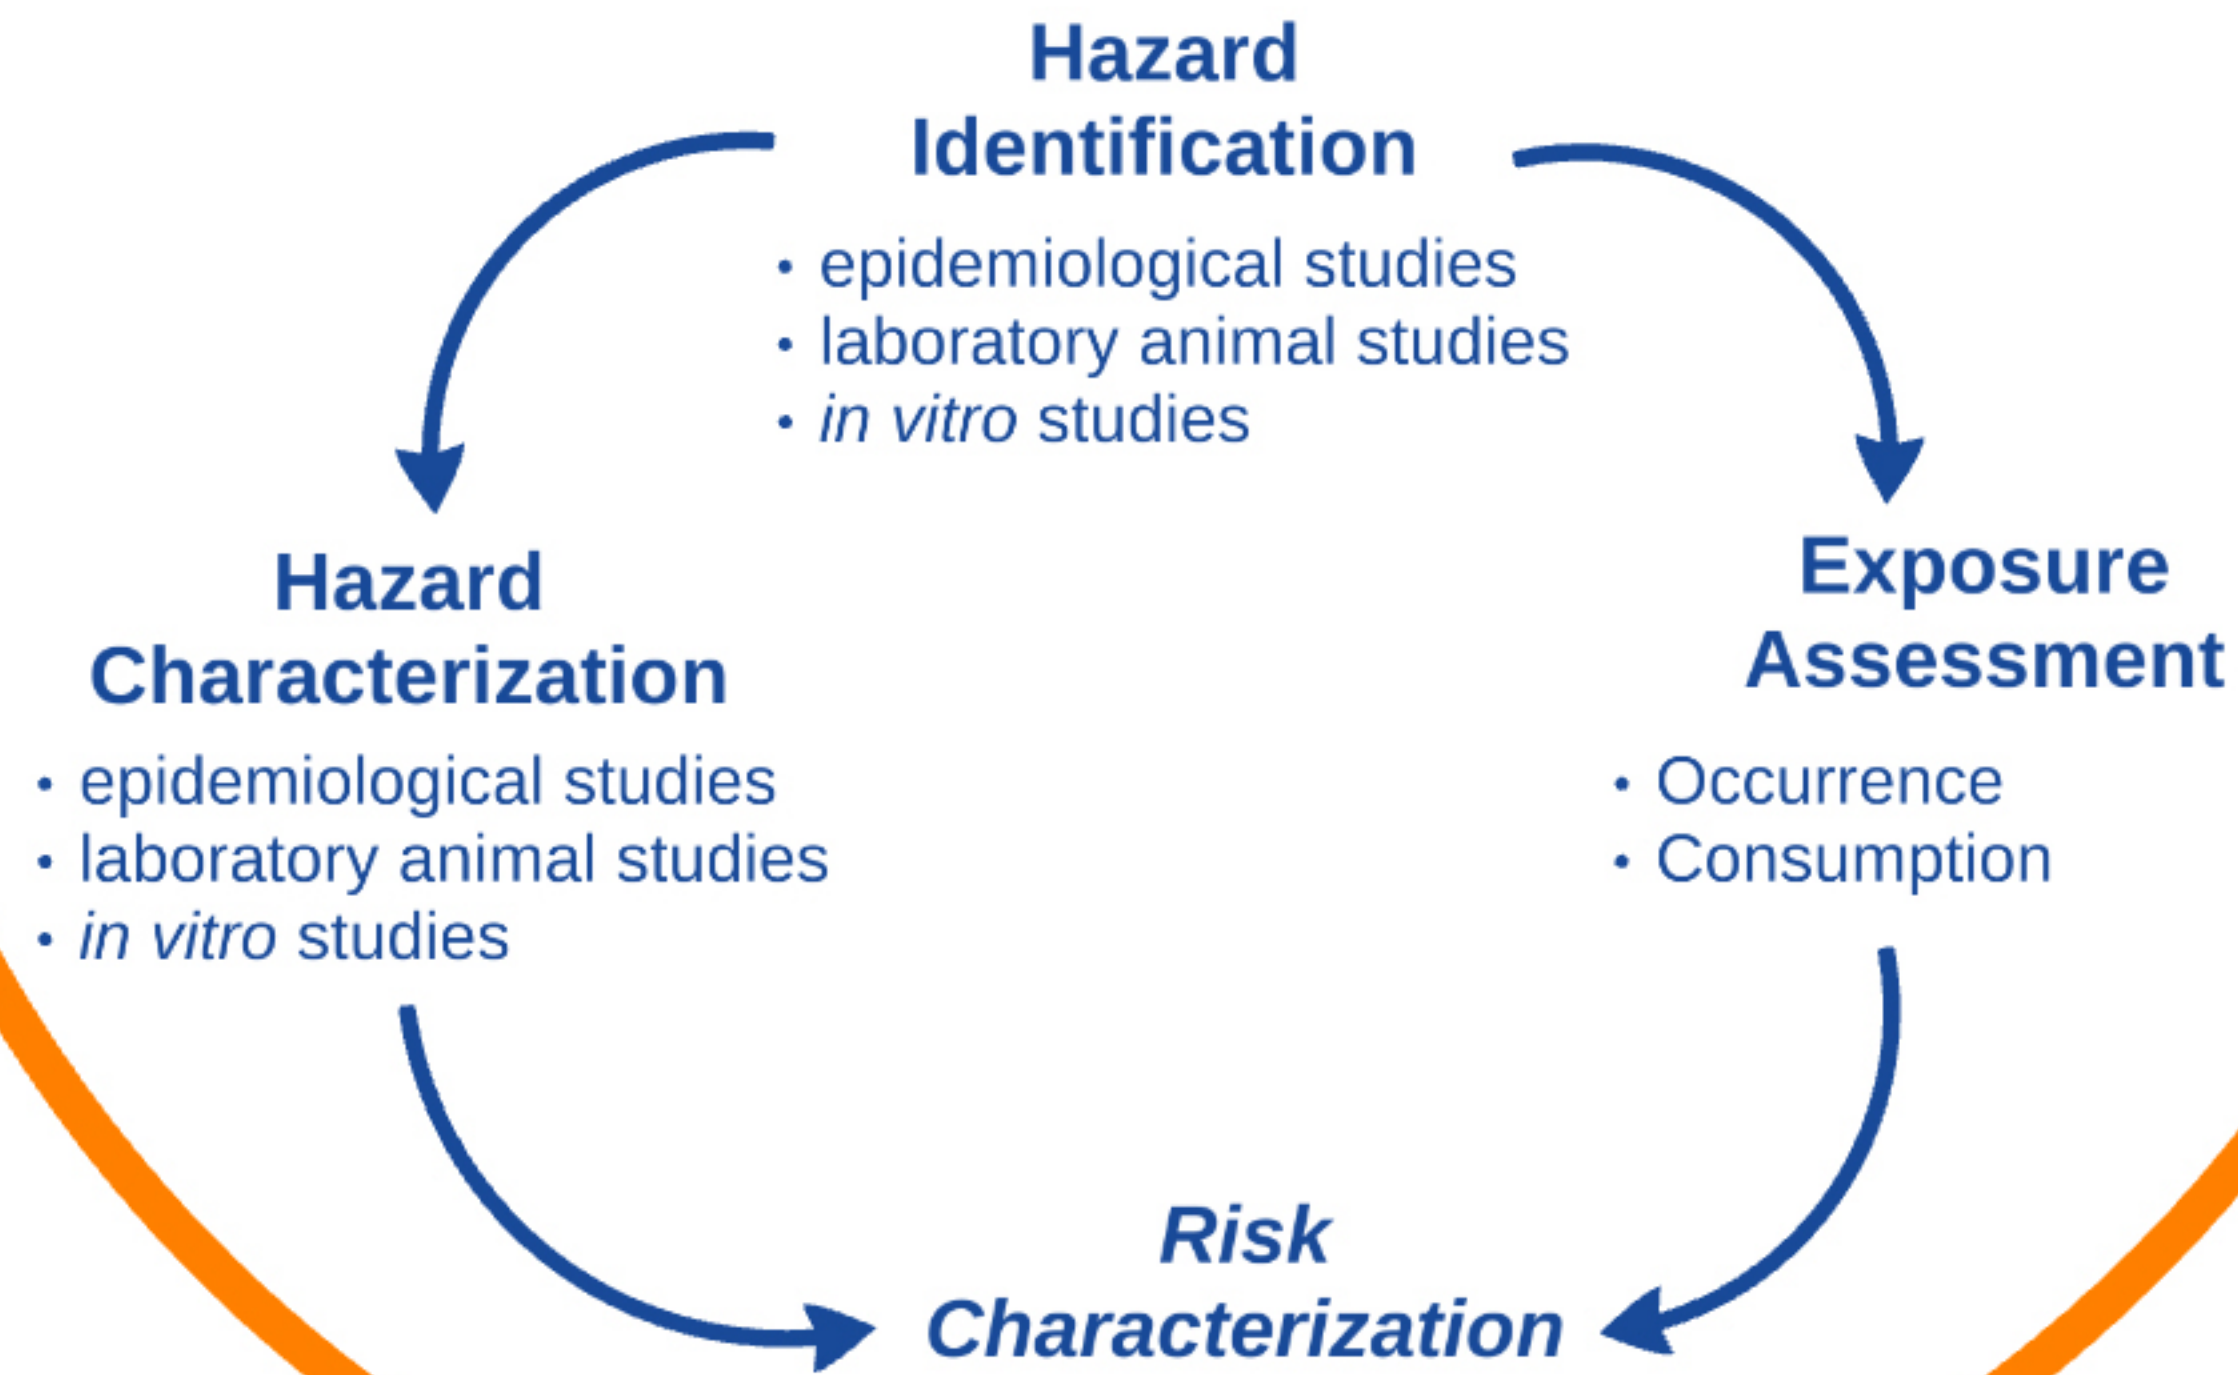 Hazard
Identification
• epidemiological studies
• laboratory animal studies
• in vitro studies
Hazard
Characterization
• epidemiological studies
• laboratory animal studies
• in vitro studies
Exposure
Assessment
• Occurrence
• Consumption
Risk
Characterization